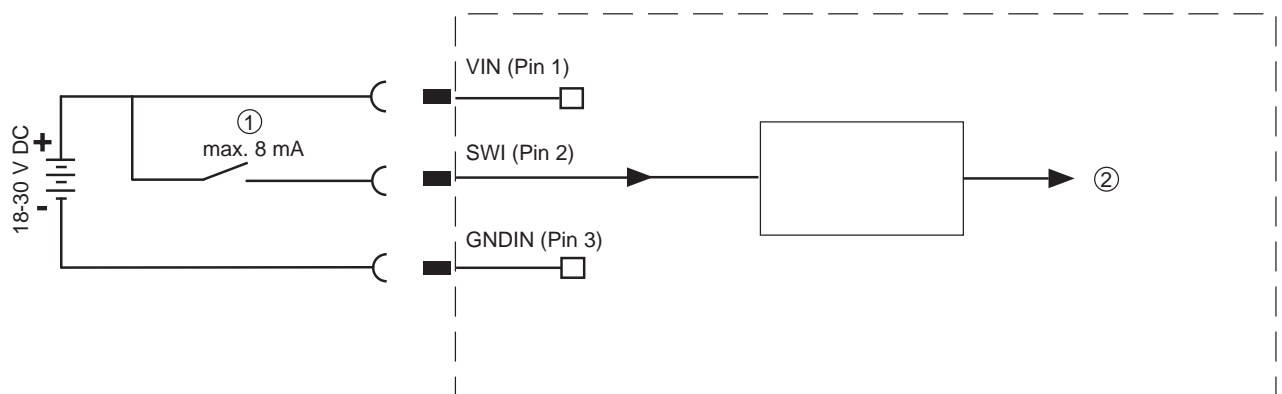 VIN (Pin 1)
①
max. 8 mA
SWI (Pin 2)
18-30 V DC
+
-
②
GNDIN (Pin 3)